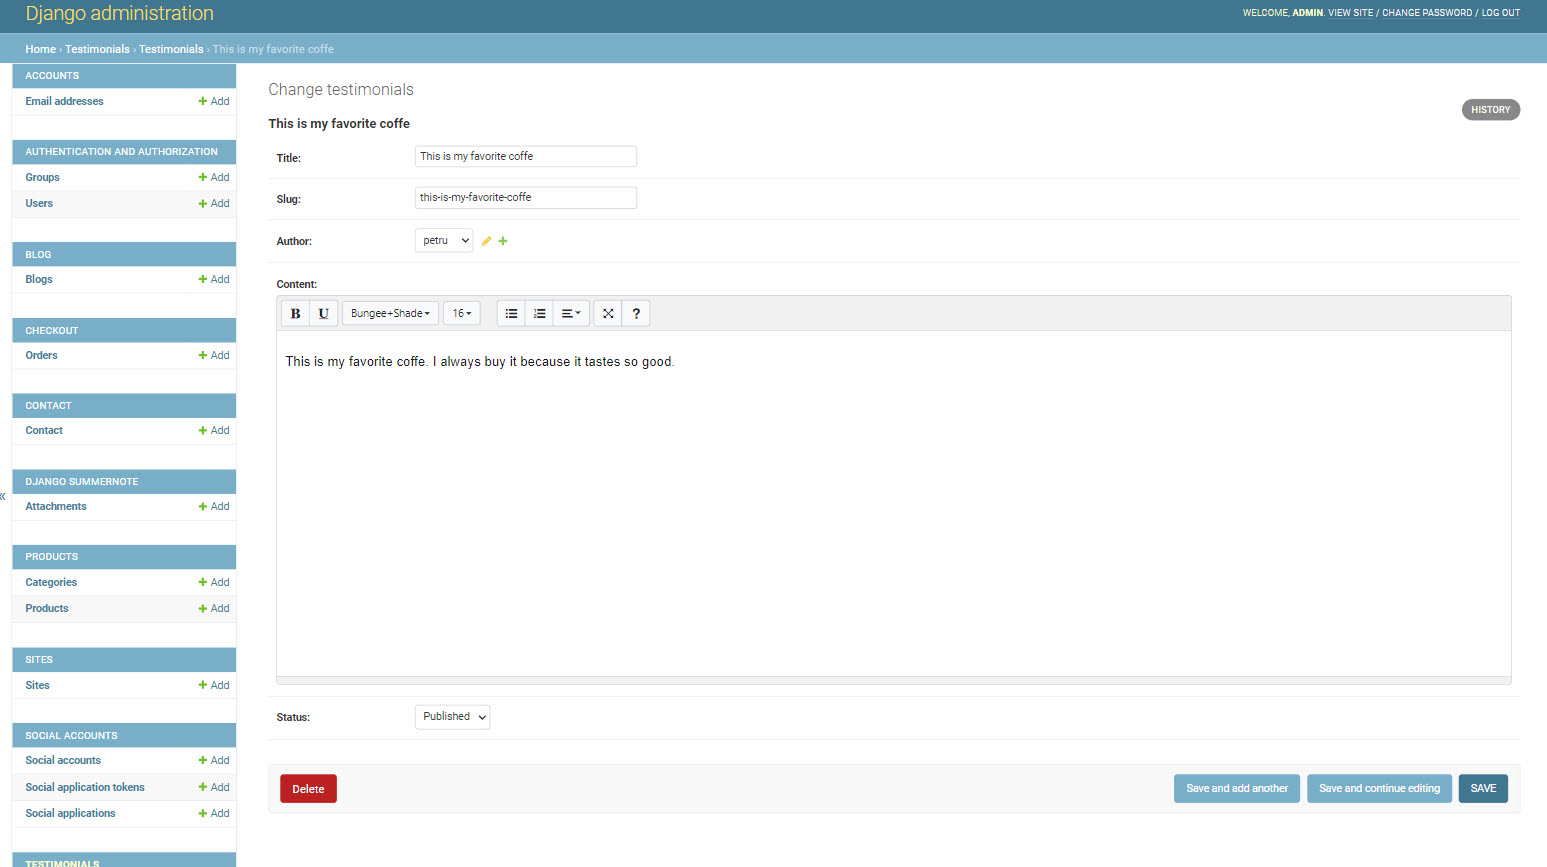 Django administration
WELCOME, ADMIN. VIEW SITE / CHANGE PASSWORD / LOG OUT
Home › Testimonials › Testimonials › This is my favorite coffe
ACCOUNTS
Email addresses + Add
AUTHENTICATION AND AUTHORIZATION
Groups + Add
Users + Add
BLOG
Blogs + Add
CHECKOUT
Orders + Add
CONTACT
Contact + Add
DJANGO SUMMERNOTE
Attachments + Add
PRODUCTS
Categories + Add
Products + Add
SITES
Sites + Add
SOCIAL ACCOUNTS
Social accounts + Add
Social application tokens + Add
Social applications + Add
TESTIMONIALS
«
Change testimonials
HISTORY
This is my favorite coffe
Title: This is my favorite coffe
Slug: this-is-my-favorite-coffe
Author: petru
Content:
B U Bungee+Shade 16 ?
This is my favorite coffe. I always buy it because it tastes so good.
Status: Published
Delete Save and add another Save and continue editing SAVE